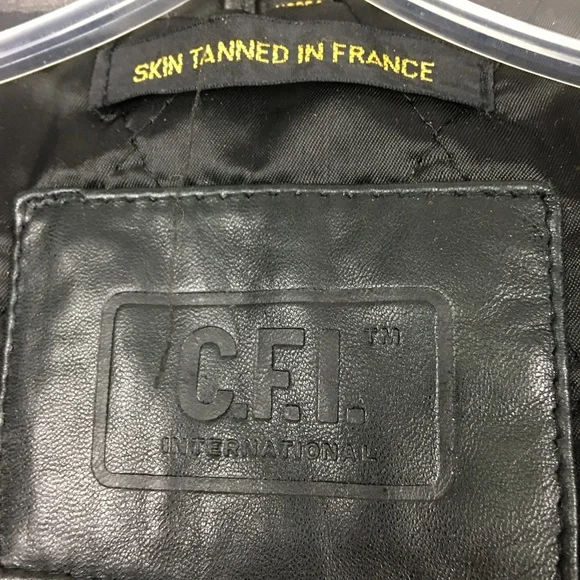 SKIN TANNED IN FRANCE
C.F.I.™
INTERNATIONAL